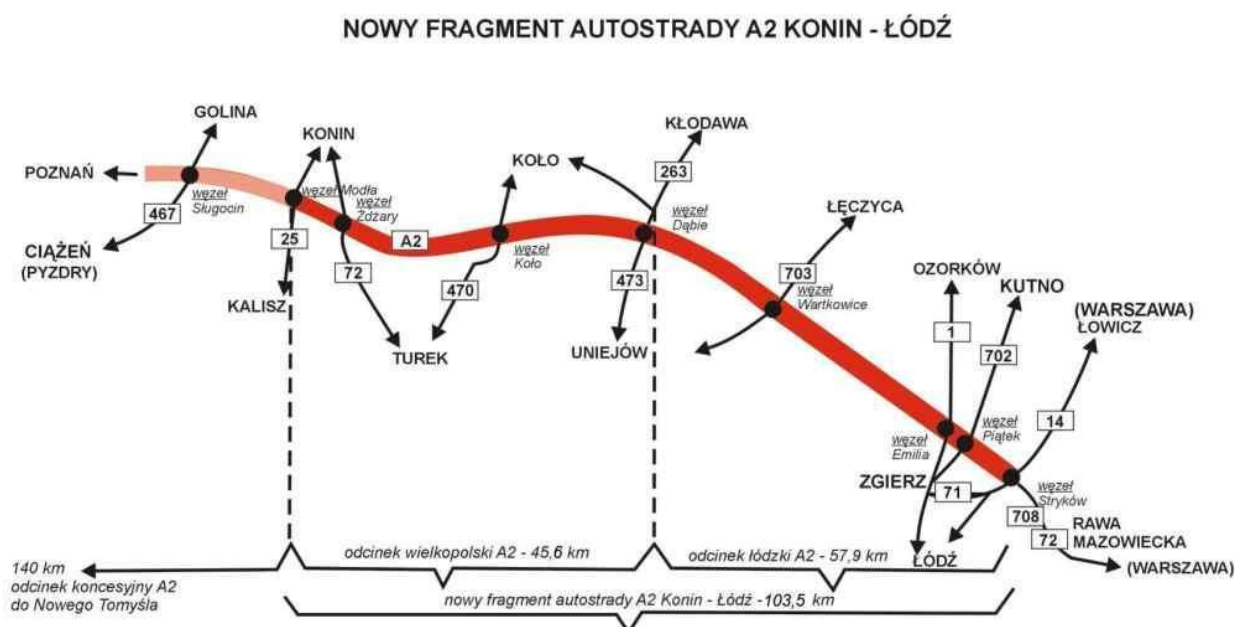 NOWY FRAGMENT AUTOSTRADY A2 KONIN - ŁÓDŹ
GOLINA
KONIN
KŁODAWA
POZNAŃ
KOŁO
263
węzeł
Sługocin
węzeł Modła
węzeł
Żdżary
467
25
A2
węzeł
Koło
węzeł
Dąbie
ŁĘCZYCA
CIĄŻEŃ
(PYZDRY)
72
470
473
703
węzeł
Wartkowice
OZORKÓW
KUTNO
KALISZ
TUREK
UNIEJÓW
(WARSZAWA)
ŁOWICZ
1
702
14
węzeł
Emilia
węzeł
Piątek
ZGIERZ
71
węzeł
Stryków
708
72
RAWA
MAZOWIECKA
(WARSZAWA)
ŁÓDŹ
140 km
odcinek koncesyjny A2
do Nowego Tomyśla
odcinek wielkopolski A2 - 45,6 km
odcinek łódzki A2 - 57,9 km
nowy fragment autostrady A2 Konin - Łódź -103,5 km